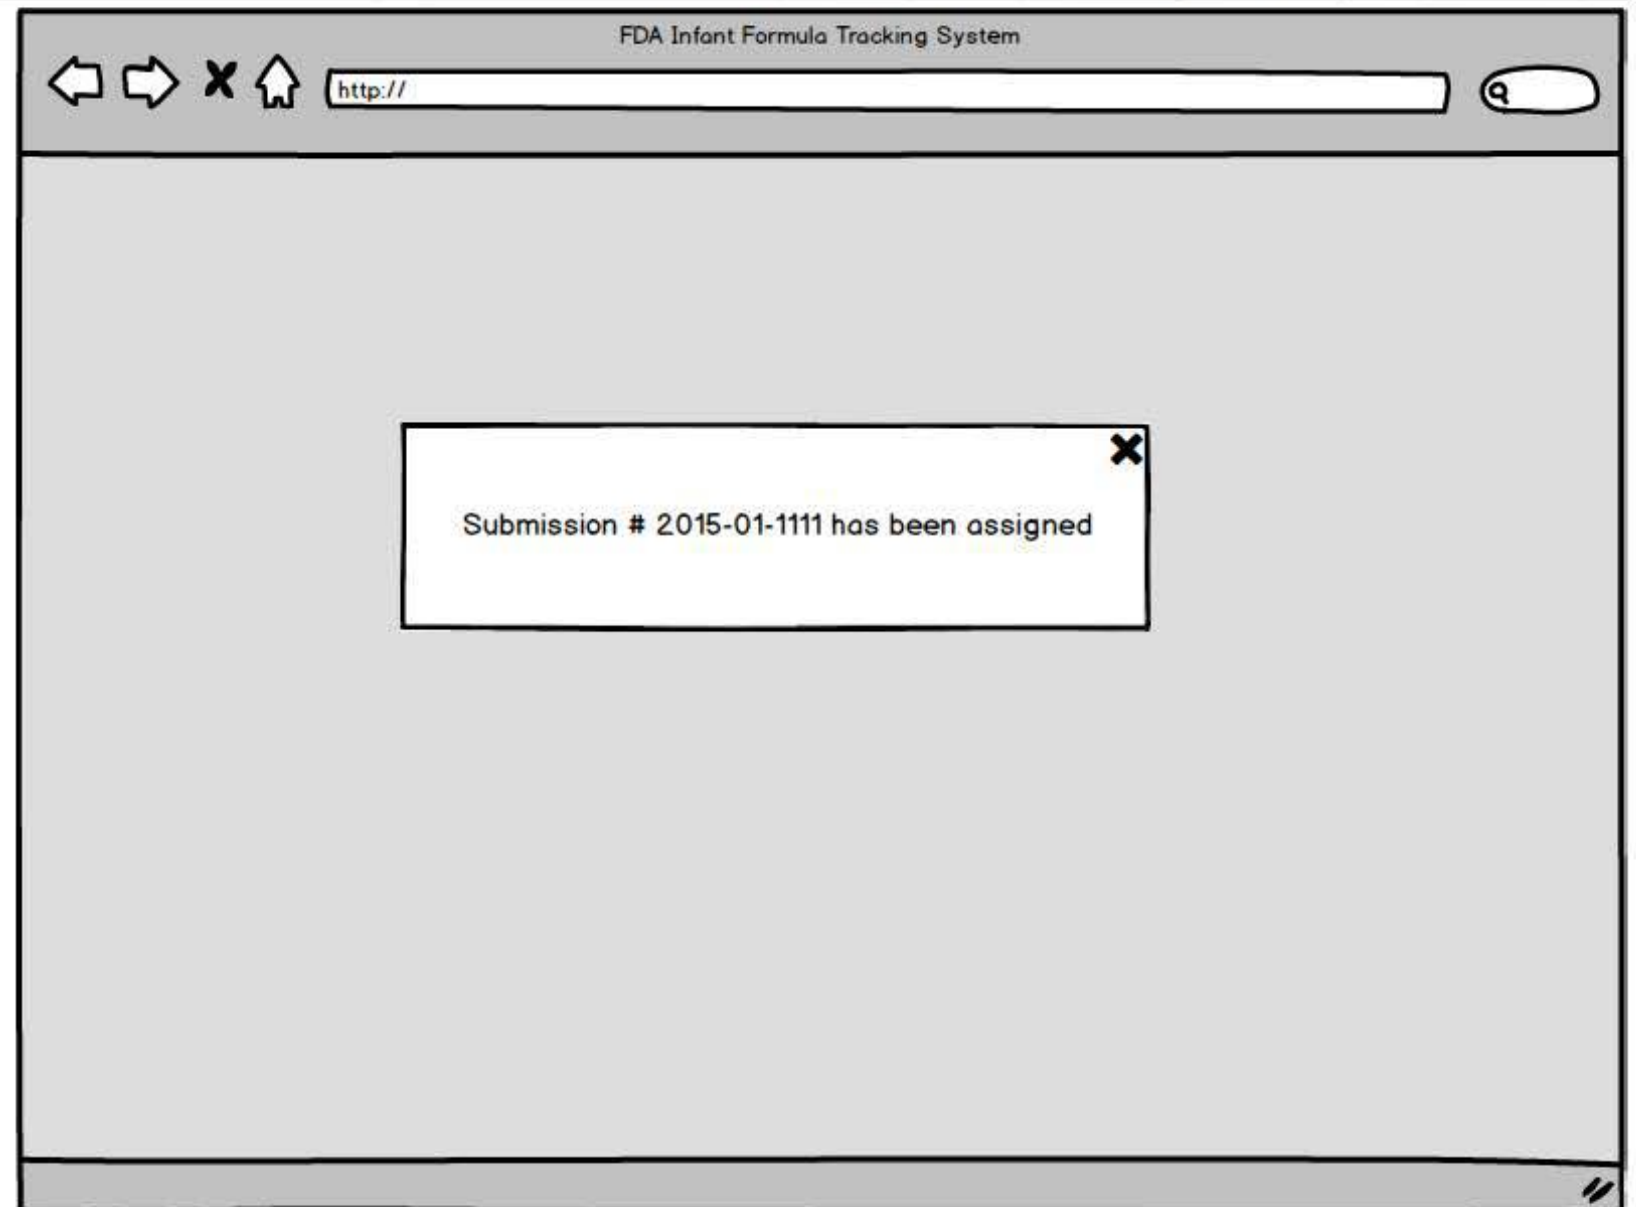 FDA Infant Formula Tracking System
http://
Submission # 2015-01-1111 has been assigned